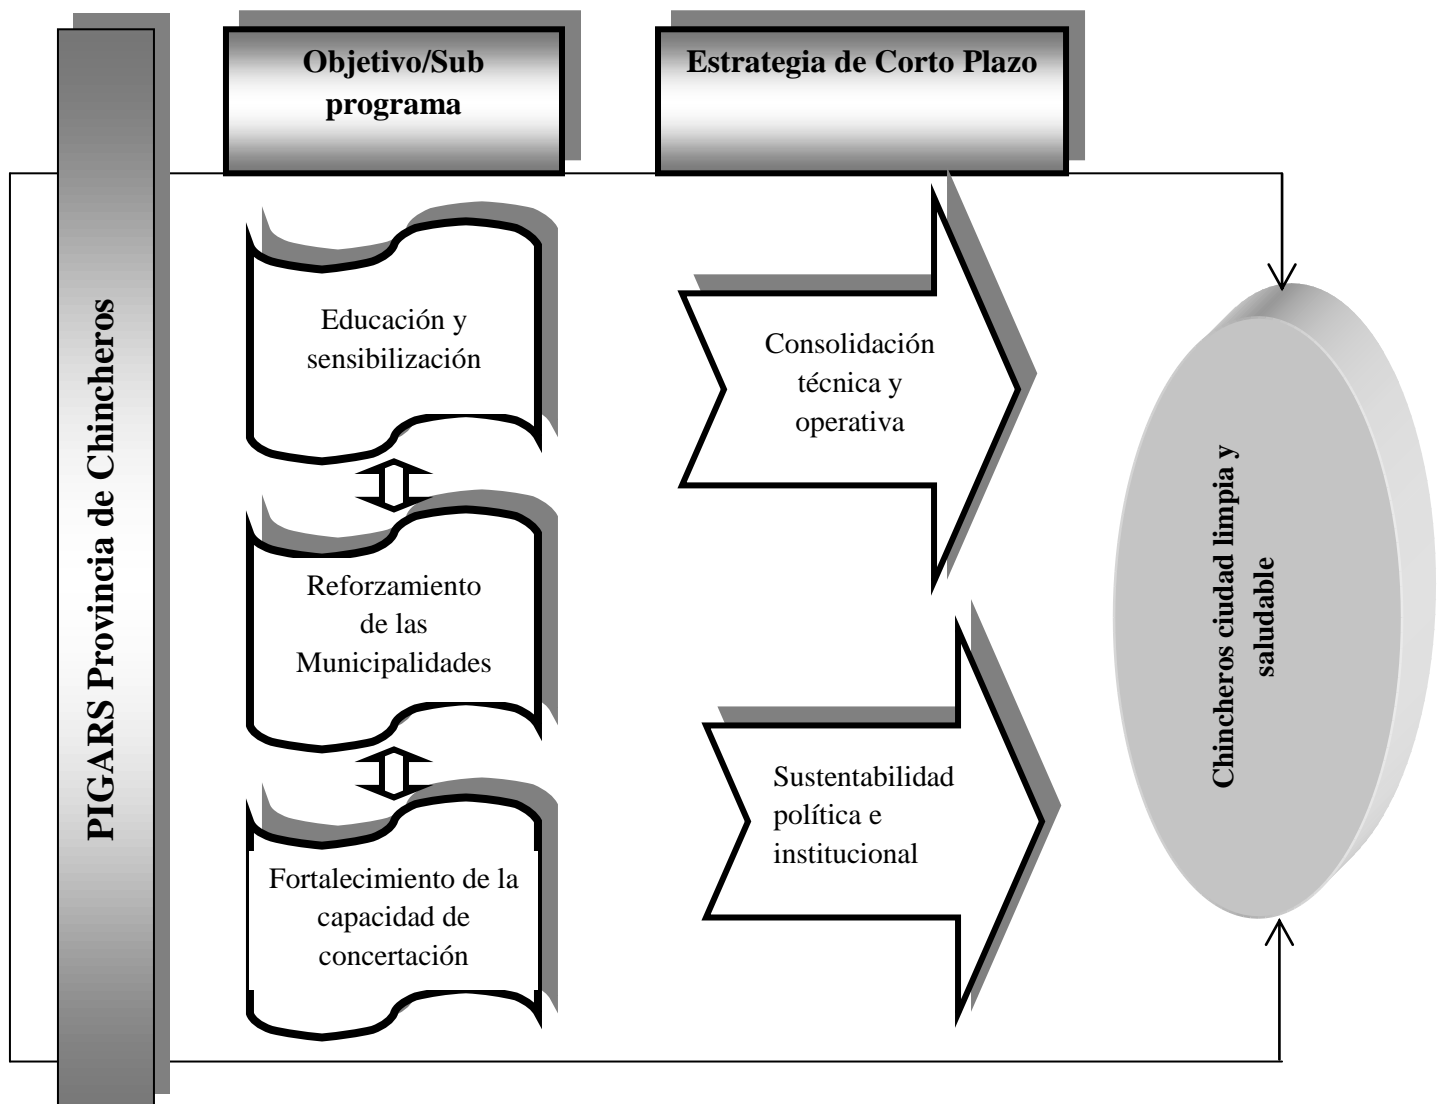 PIGARS Provincia de Chincheros
Objetivo/Sub
programa
Estrategia de Corto Plazo
Educación y
sensibilización
Reforzamiento
de las
Municipalidades
Fortalecimiento de la
capacidad de
concertación
Consolidación
técnica y
operativa
Sustentabilidad
política e
institucional
Chincheros ciudad limpia y
saludable